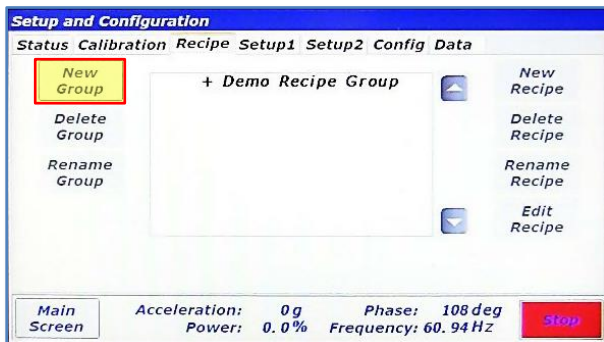 Setup and Configuration
Status Calibration Recipe Setup1 Setup2 Config Data
New
Group
+ Demo Recipe Group
New
Recipe
Delete
Group
Delete
Recipe
Rename
Group
Rename
Recipe
Edit
Recipe
Main
Screen
Acceleration: 0 g Phase: 108 deg
Power: 0.0% Frequency: 60.94 Hz
Stop